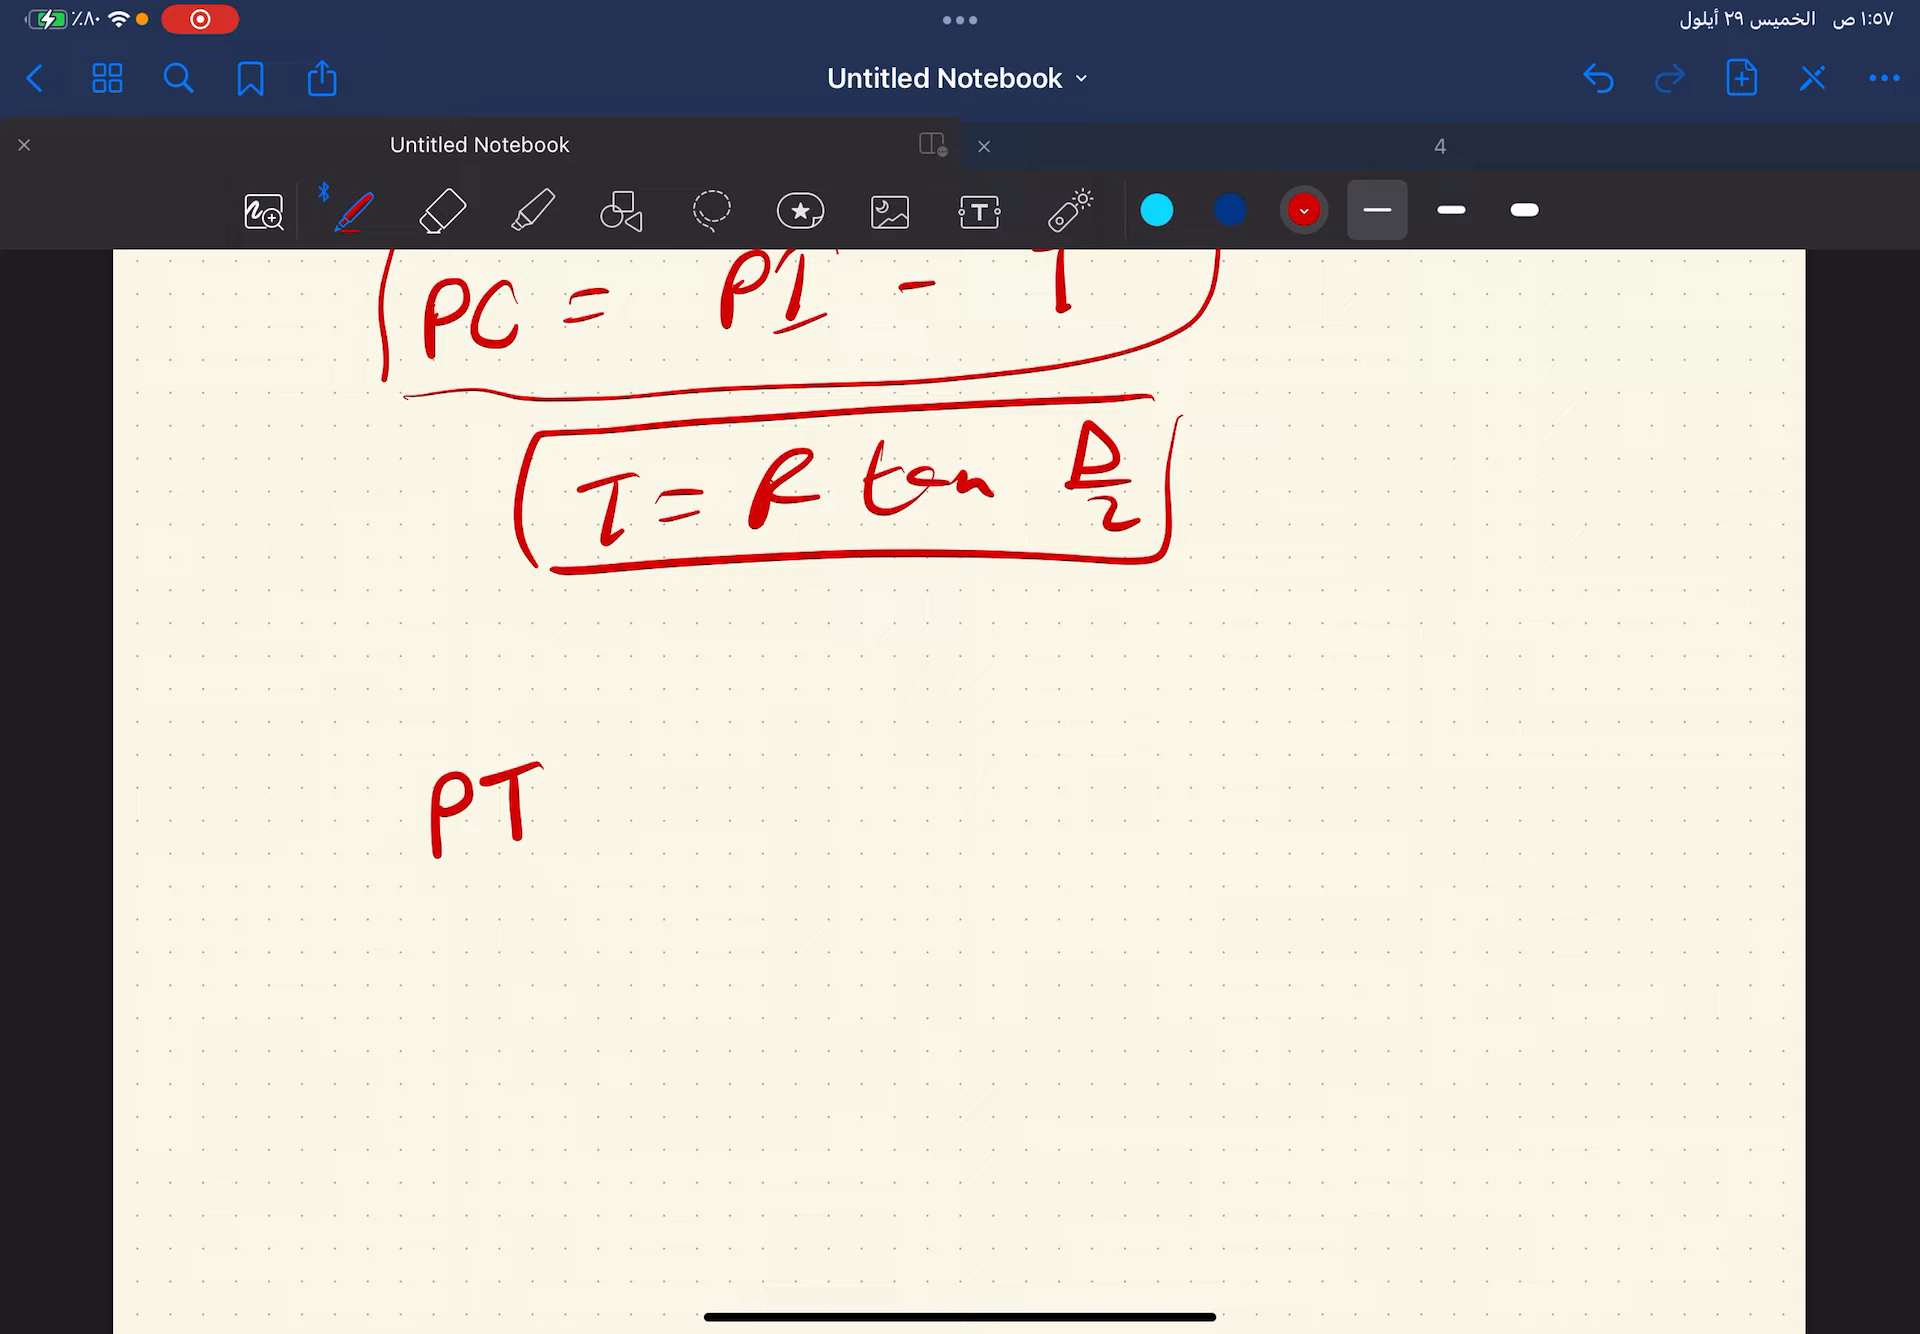 ٪٨٠
١:٥٧ ص الخميس ٢٩ أيلول
Untitled Notebook
Untitled Notebook
4
T
PC = PI - T
T = R tan D/2
PT